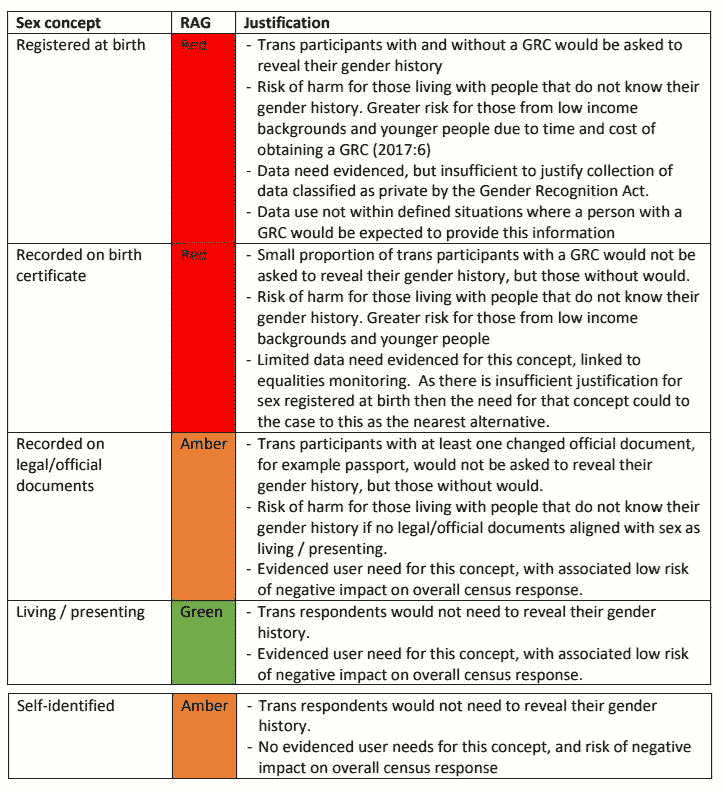 Sex concept RAG Justification
Registered at birth Red - Trans participants with and without a GRC would be asked to
reveal their gender history
- Risk of harm for those living with people that do not know their
gender history. Greater risk for those from low income
backgrounds and younger people due to time and cost of
obtaining a GRC (2017:6)
- Data need evidenced, but insufficient to justify collection of
data classified as private by the Gender Recognition Act.
- Data use not within defined situations where a person with a
GRC would be expected to provide this information
Recorded on birth Red - Small proportion of trans participants with a GRC would not be
certificate asked to reveal their gender history, but those without would.
- Risk of harm for those living with people that do not know their
gender history. Greater risk for those from low income
backgrounds and younger people
- Limited data need evidenced for this concept, linked to
equalities monitoring. As there is insufficient justification for
sex registered at birth then the need for that concept could to
the case to this as the nearest alternative.
Recorded on Amber - Trans participants with at least one changed official document,
legal/official for example passport, would not be asked to reveal their
documents gender history, but those without would.
- Risk of harm for those living with people that do not know their
gender history if no legal/official documents aligned with sex as
living / presenting.
- Evidenced user need for this concept, with associated low risk
of negative impact on overall census response.
Living / presenting Green - Trans respondents would not need to reveal their gender
history.
- Evidenced user need for this concept, with associated low risk
of negative impact on overall census response.
Self-identified Amber - Trans respondents would not need to reveal their gender
history.
- No evidenced user needs for this concept, and risk of negative
impact on overall census response